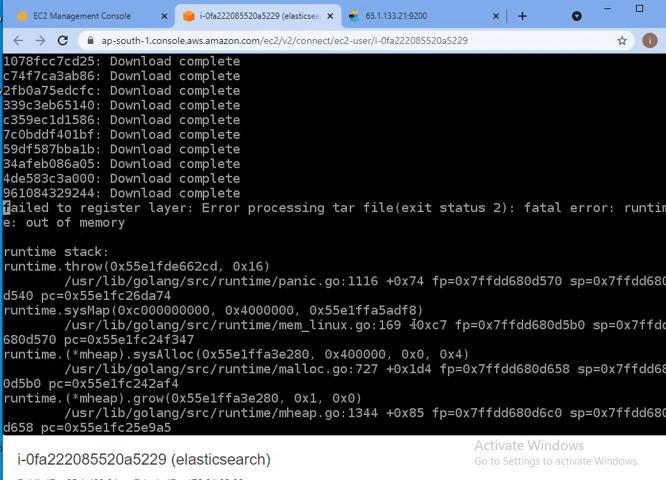 EC2 Management Console
i-0fa222085520a5229 (elasticsea
65.1.133.21:9200
ap-south-1.console.aws.amazon.com/ec2/v2/connect/ec2-user/i-0fa222085520a5229
1078fcc7cd25: Download complete
c74f7ca3ab86: Download complete
2fb0a75edcfc: Download complete
339c3eb65140: Download complete
c359ec1d1586: Download complete
7c0bddf401bf: Download complete
59df587bba1b: Download complete
34afeb086a05: Download complete
4de583c3a000: Download complete
961084329244: Download complete
failed to register layer: Error processing tar file(exit status 2): fatal error: runtim
e: out of memory
runtime stack:
runtime.throw(0x55e1fde662cd, 0x16)
/usr/lib/golang/src/runtime/panic.go:1116 +0x74 fp=0x7ffdd680d570 sp=0x7ffdd680
d540 pc=0x55e1fc26da74
runtime.sysMap(0xc000000000, 0x4000000, 0x55e1ffa5adf8)
/usr/lib/golang/src/runtime/mem_linux.go:169 +0xc7 fp=0x7ffdd680d5b0 sp=0x7ffdd
680d570 pc=0x55e1fc24f347
runtime.(*mheap).sysAlloc(0x55e1ffa3e280, 0x400000, 0x0, 0x4)
/usr/lib/golang/src/runtime/malloc.go:727 +0x1d4 fp=0x7ffdd680d658 sp=0x7ffdd68
0d5b0 pc=0x55e1fc242af4
runtime.(*mheap).grow(0x55e1ffa3e280, 0x1, 0x0)
/usr/lib/golang/src/runtime/mheap.go:1344 +0x85 fp=0x7ffdd680d6c0 sp=0x7ffdd680
d658 pc=0x55e1fc25e9a5
Activate Windows
i-0fa222085520a5229 (elasticsearch)
Go to Settings to activate Windows.